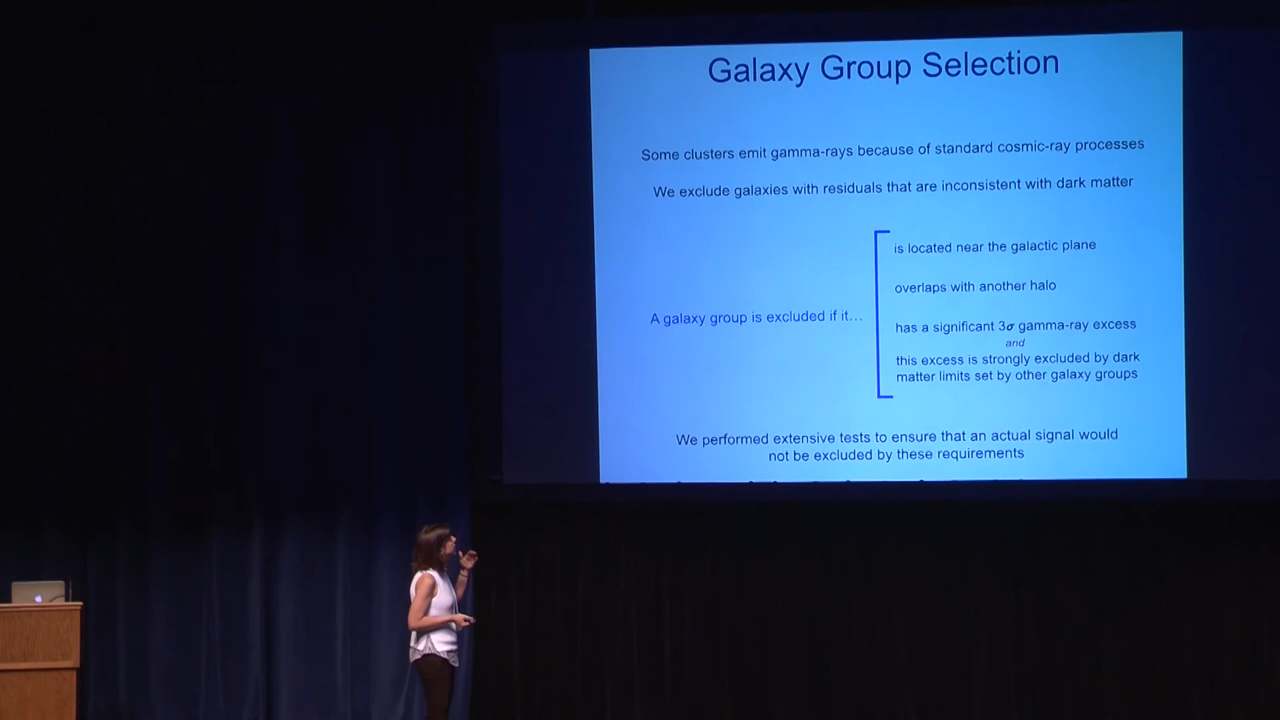 Galaxy Group Selection
Some clusters emit gamma-rays because of standard cosmic-ray processes
We exclude galaxies with residuals that are inconsistent with dark matter
A galaxy group is excluded if it…
is located near the galactic plane
overlaps with another halo
has a significant 3σ gamma-ray excess
and
this excess is strongly excluded by dark
matter limits set by other galaxy groups
We performed extensive tests to ensure that an actual signal would
not be excluded by these requirements